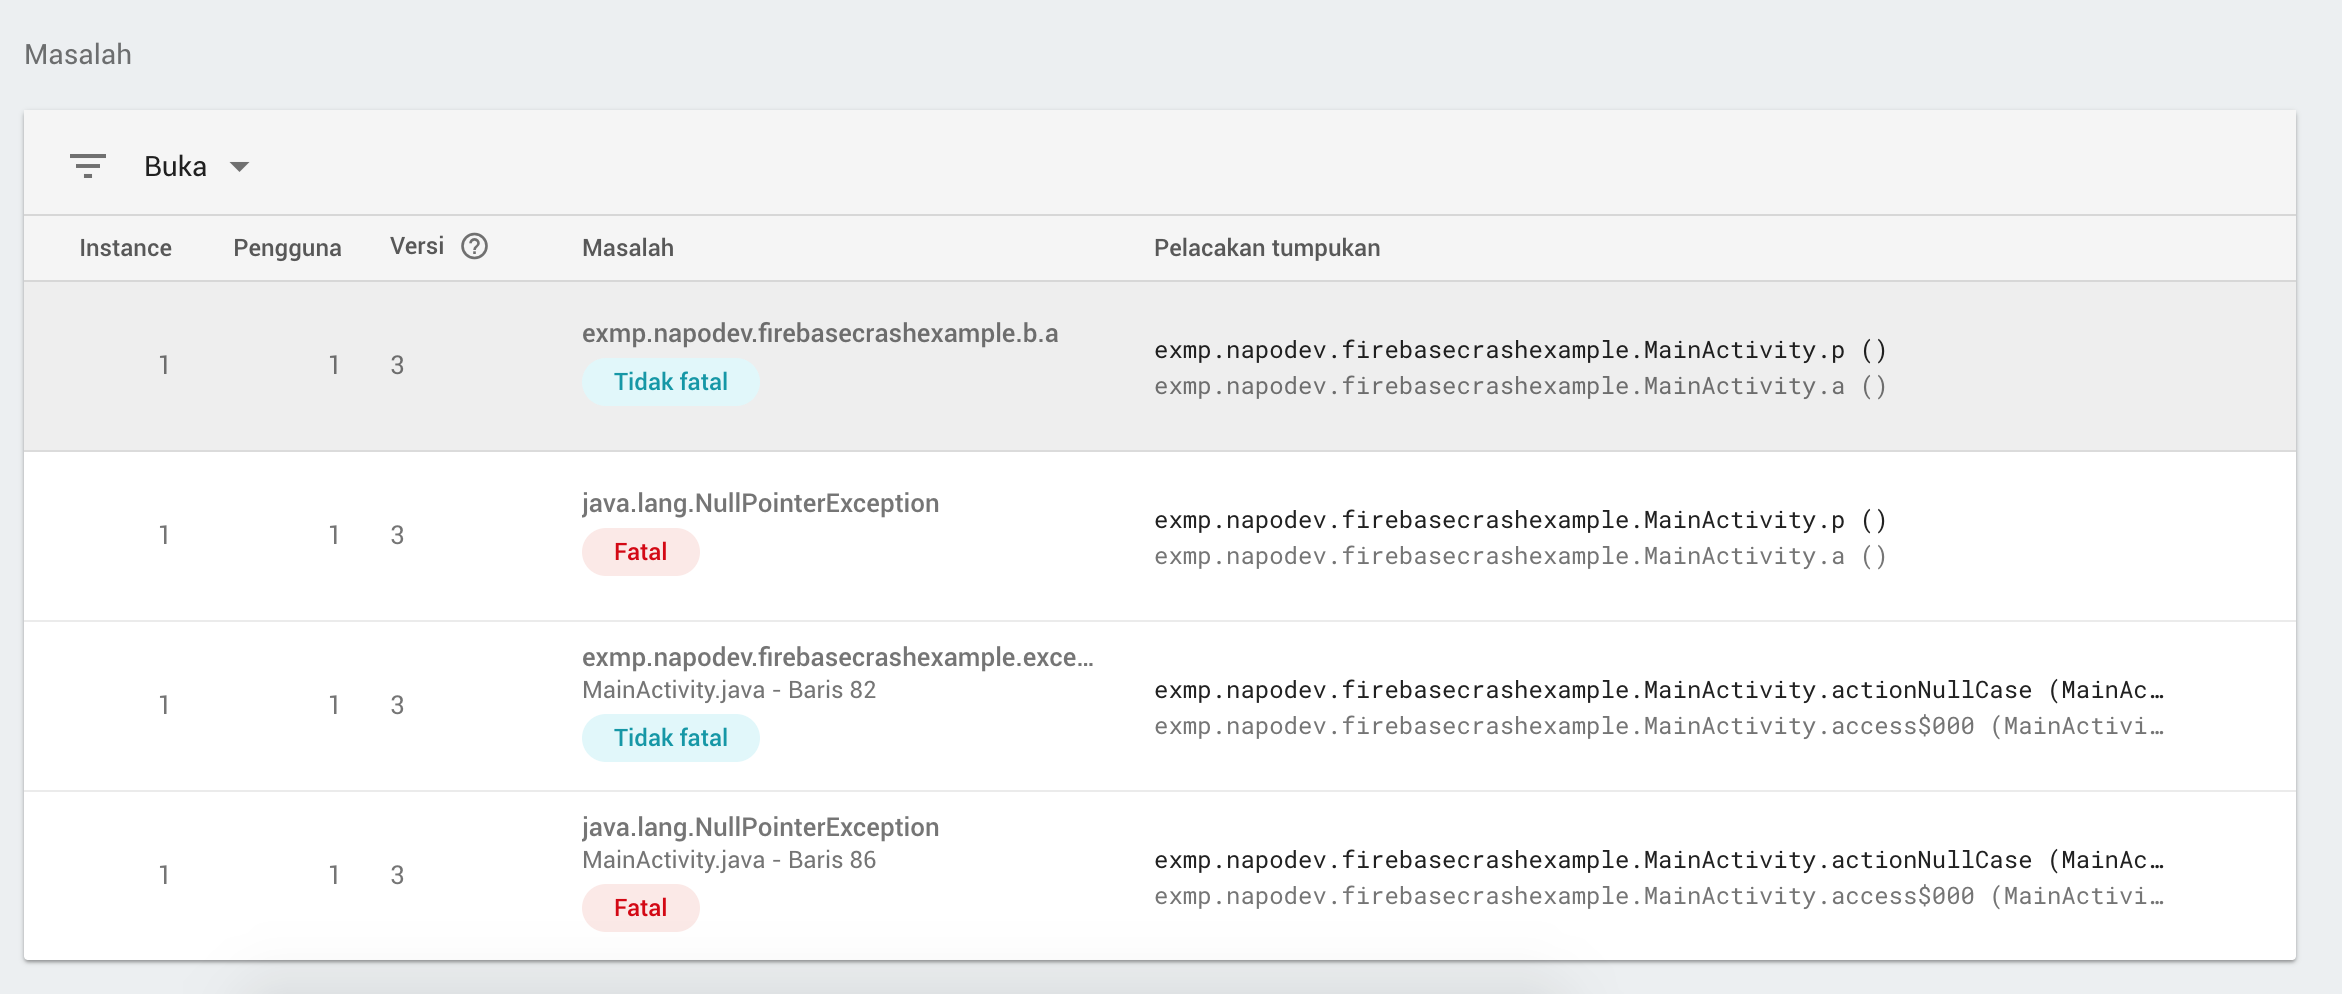 Masalah
Buka
Instance Pengguna Versi ? Masalah Pelacakan tumpukan
1 1 3 exmp.napodev.firebasecrashexample.b.a
Tidak fatal
exmp.napodev.firebasecrashexample.MainActivity.p ()
exmp.napodev.firebasecrashexample.MainActivity.a ()
1 1 3 java.lang.NullPointerException
Fatal
exmp.napodev.firebasecrashexample.MainActivity.p ()
exmp.napodev.firebasecrashexample.MainActivity.a ()
1 1 3 exmp.napodev.firebasecrashexample.exce…
MainActivity.java - Baris 82
Tidak fatal
exmp.napodev.firebasecrashexample.MainActivity.actionNullCase (MainAc…
exmp.napodev.firebasecrashexample.MainActivity.access$000 (MainActivi…
1 1 3 java.lang.NullPointerException
MainActivity.java - Baris 86
Fatal
exmp.napodev.firebasecrashexample.MainActivity.actionNullCase (MainAc…
exmp.napodev.firebasecrashexample.MainActivity.access$000 (MainActivi…